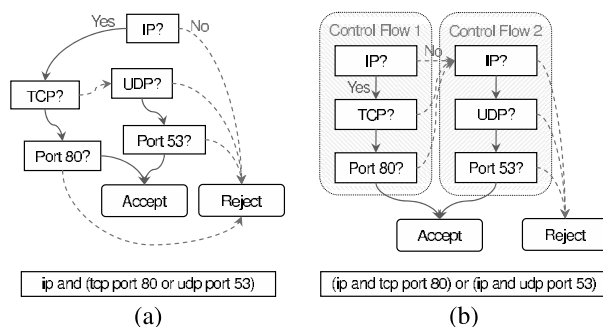 Yes
IP?
No
TCP?
UDP?
Port 80?
Port 53?
Accept
Reject
ip and (tcp port 80 or udp port 53)
(a)
Control Flow 1
Control Flow 2
IP?
No
IP?
Yes
TCP?
UDP?
Port 80?
Port 53?
Accept
Reject
(ip and tcp port 80) or (ip and udp port 53)
(b)